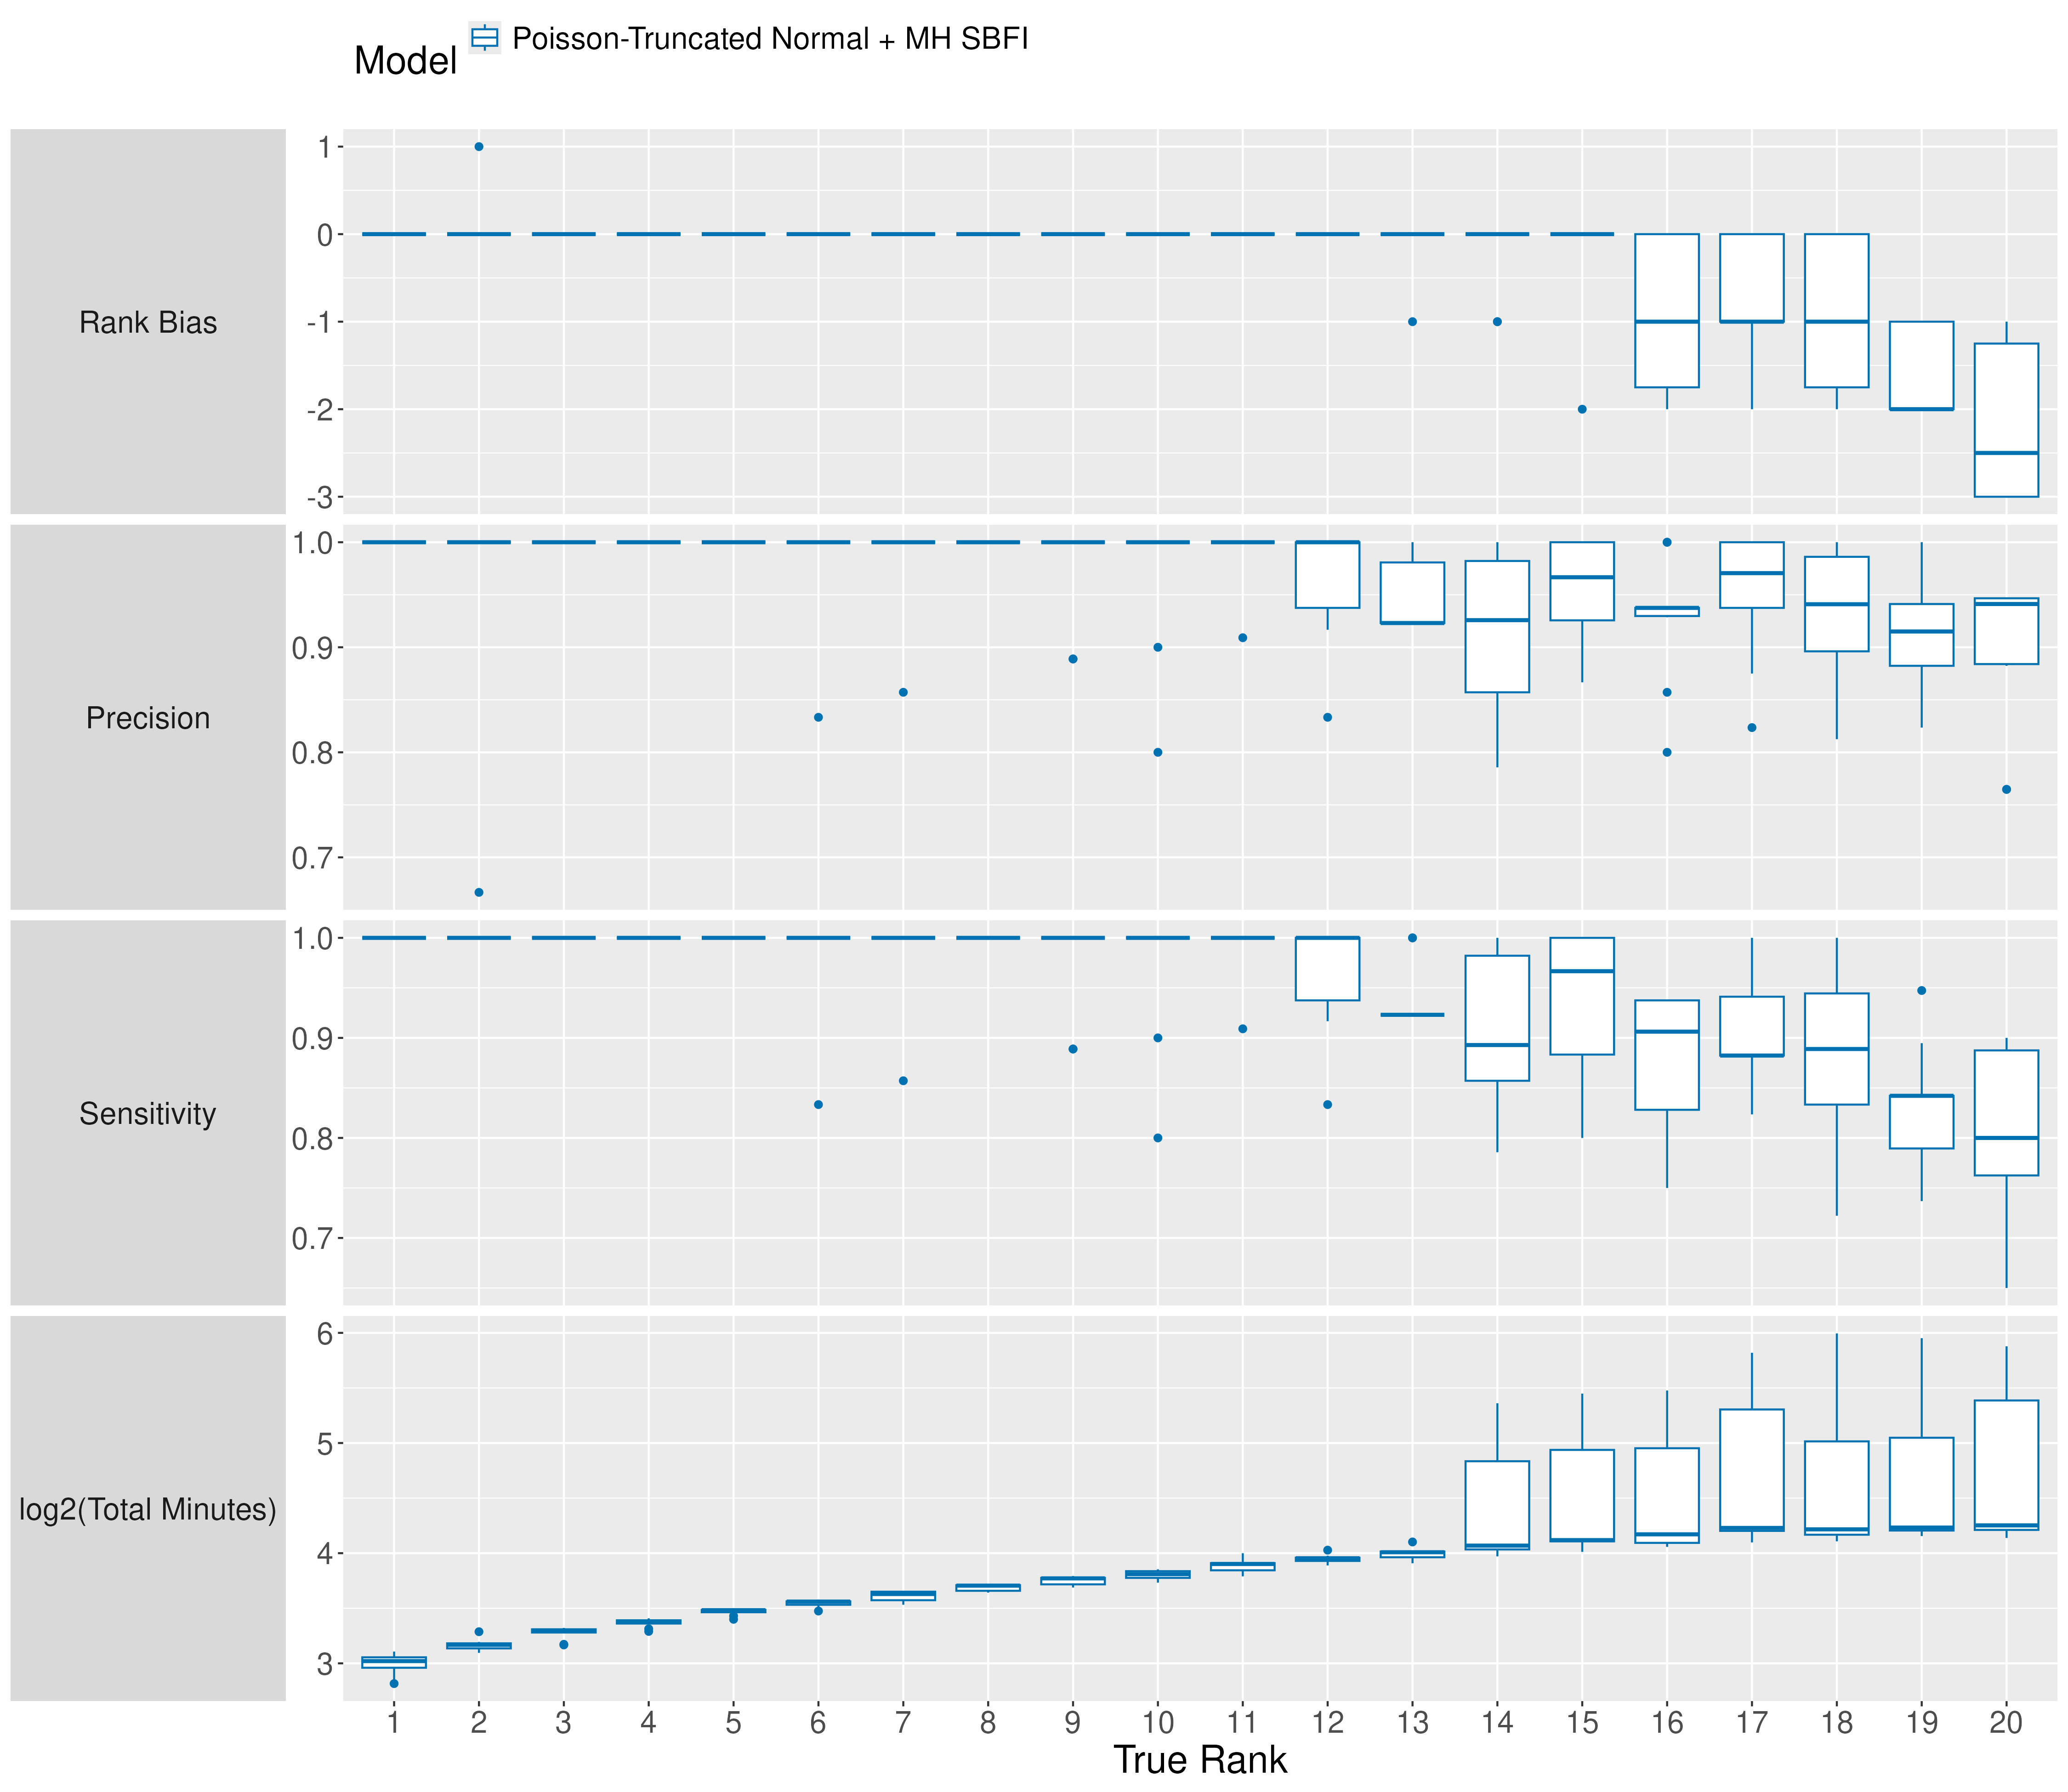 Model
Poisson-Truncated Normal + MH SBFI
Rank Bias
1
0
-1
-2
-3
Precision
1.0
0.9
0.8
0.7
Sensitivity
1.0
0.9
0.8
0.7
log2(Total Minutes)
6
5
4
3
1 2 3 4 5 6 7 8 9 10 11 12 13 14 15 16 17 18 19 20
True Rank